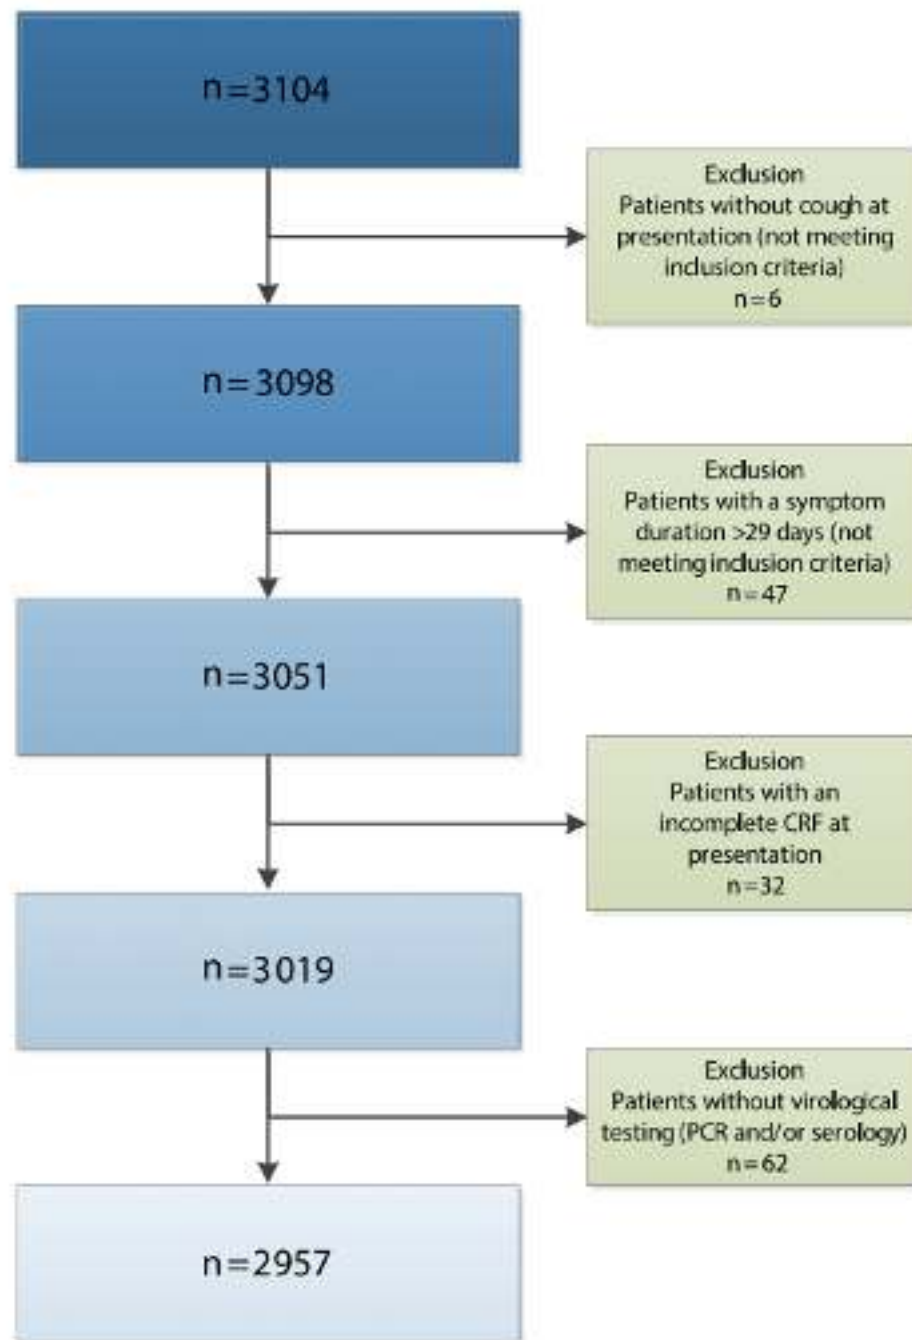 n=3104
Exclusion
Patients without cough at
presentation (not meeting
inclusion criteria)
n=6
n=3098
Exclusion
Patients with a symptom
duration >29 days (not
meeting inclusion criteria)
n=47
n=3051
Exclusion
Patients with an
incomplete CRF at
presentation
n=32
n=3019
Exclusion
Patients without virological
testing (PCR and/or serology)
n=62
n=2957